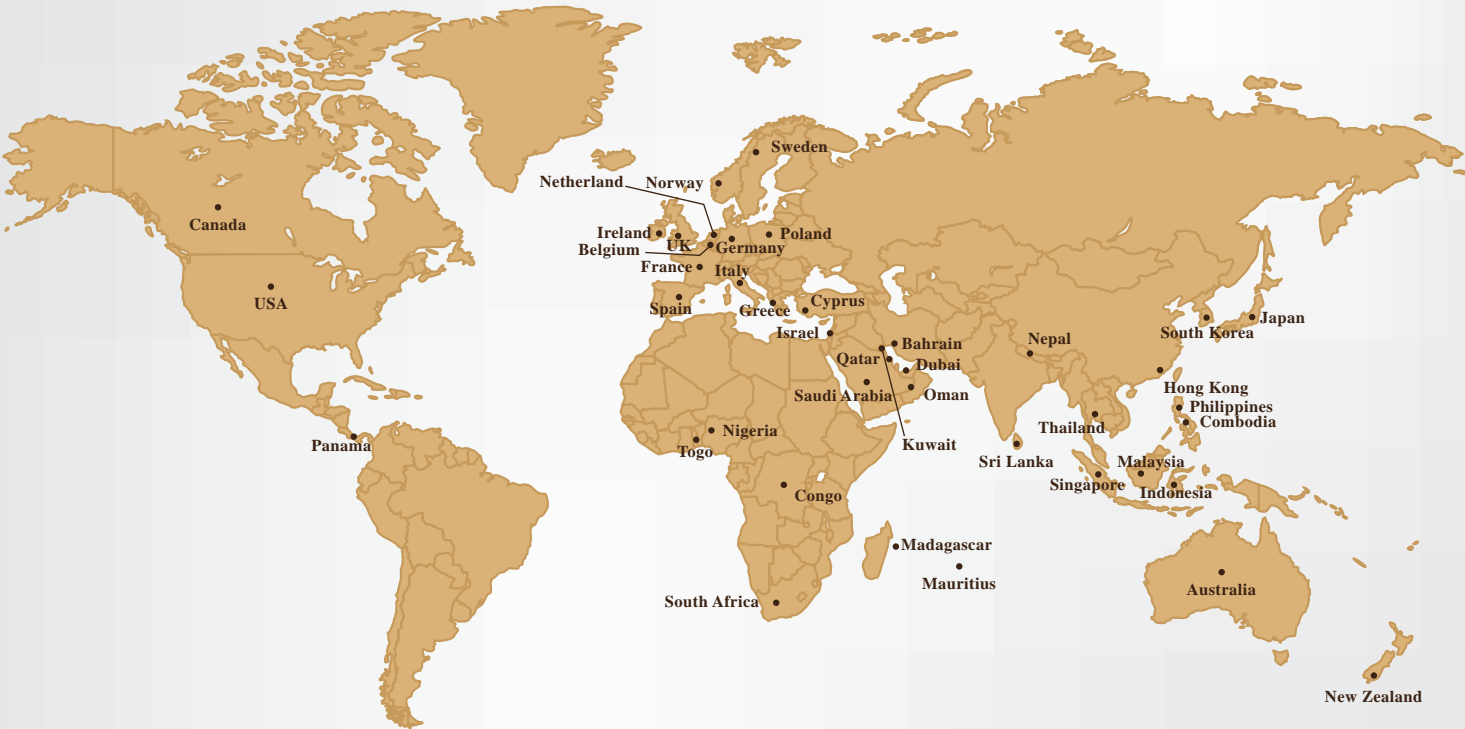 Sweden
Netherland
Norway
Canada
Ireland
UK
Poland
Belgium
Germany
France
Italy
USA
Spain
Greece
Cyprus
Israel
South Korea
Japan
Bahrain
Nepal
Qatar
Dubai
Saudi Arabia
Oman
Hong Kong
Philippines
Combodia
Thailand
Panama
Nigeria
Togo
Kuwait
Sri Lanka
Malaysia
Singapore
Indonesia
Congo
Madagascar
Mauritius
Australia
South Africa
New Zealand